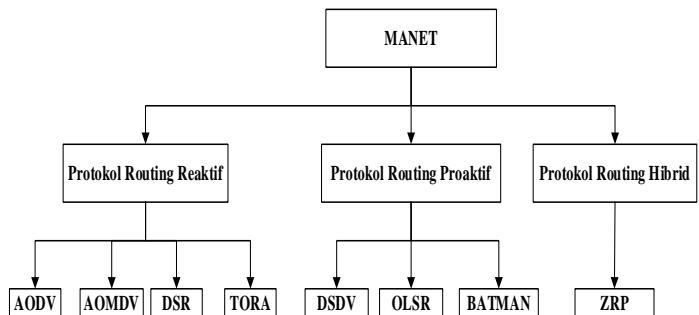 MANET
Protokol Routing Reaktif
Protokol Routing Proaktif
Protokol Routing Hibrid
AODV
AOMDV
DSR
TORA
DSDV
OLSR
BATMAN
ZRP